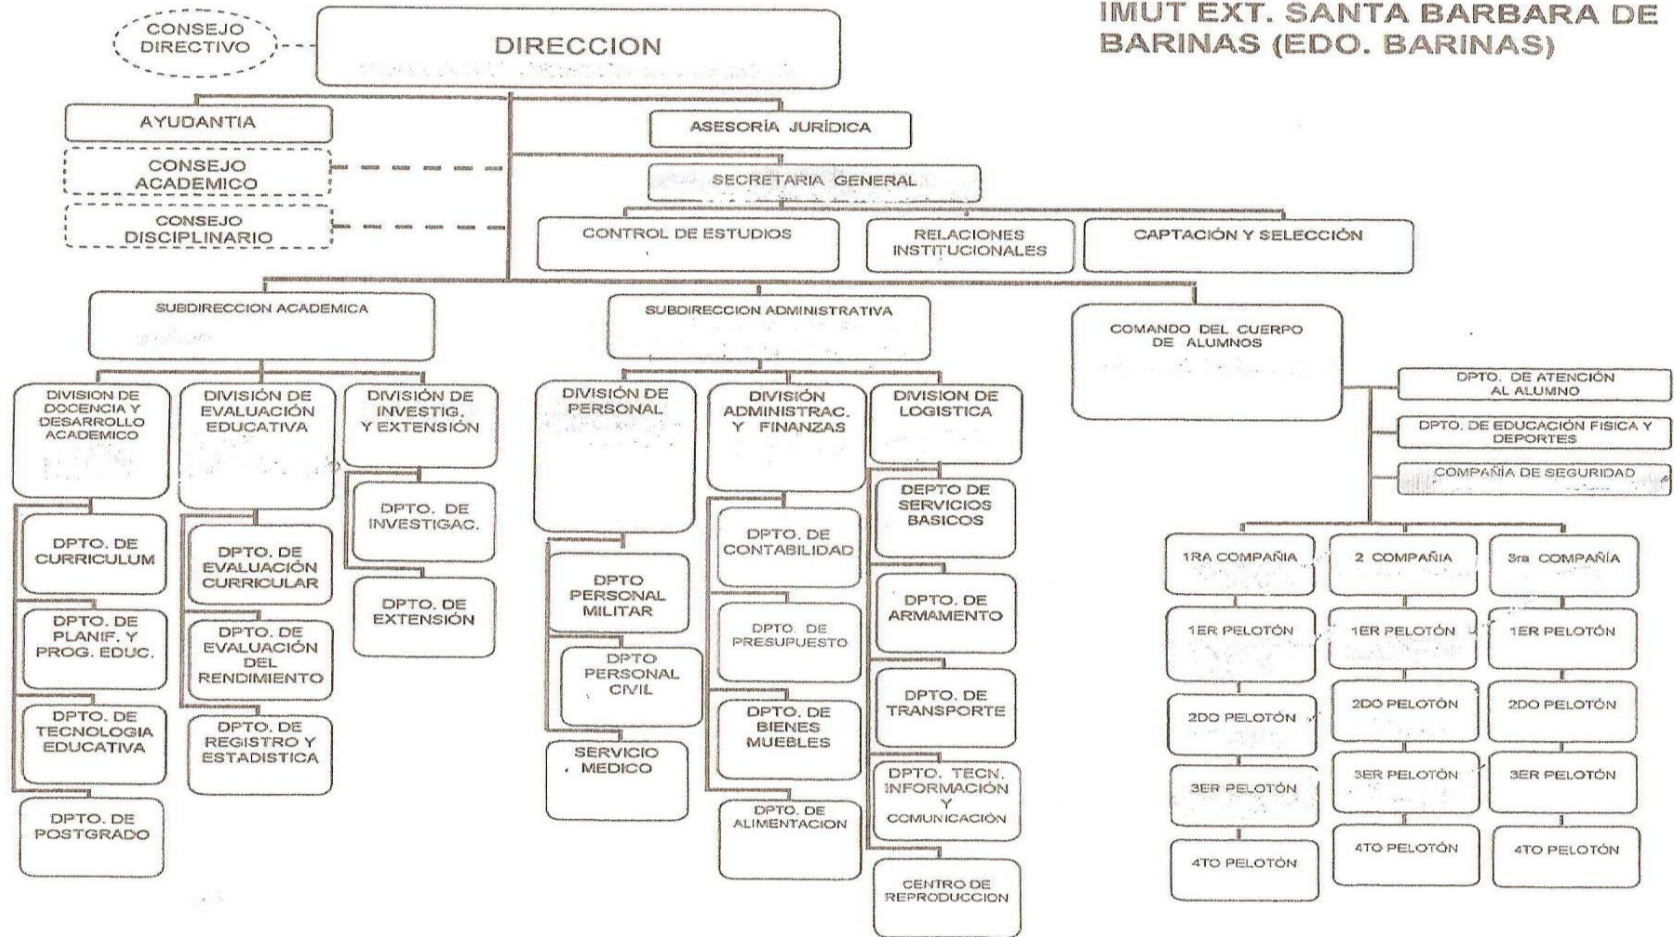 IMUT EXT. SANTA BARBARA DE
BARINAS (EDO. BARINAS)
CONSEJO
DIRECTIVO
DIRECCION
AYUDANTIA
ASESORÍA JURÍDICA
CONSEJO
ACADEMICO
SECRETARIA GENERAL
CONSEJO
DISCIPLINARIO
CONTROL DE ESTUDIOS
RELACIONES
INSTITUCIONALES
CAPTACIÓN Y SELECCIÓN
SUBDIRECCION ACADEMICA
SUBDIRECCION ADMINISTRATIVA
COMANDO DEL CUERPO
DE ALUMNOS
DIVISION DE
DOCENCIA Y
DESARROLLO
ACADEMICO
DIVISIÓN DE
EVALUACIÓN
EDUCATIVA
DIVISIÓN DE
INVESTIG.
Y EXTENSIÓN
DIVISIÓN DE
PERSONAL
DIVISIÓN
ADMINISTRAC.
Y FINANZAS
DIVISION DE
LOGISTICA
DPTO. DE ATENCIÓN
AL ALUMNO
DPTO. DE EDUCACIÓN FISICA Y
DEPORTES
COMPAÑÍA DE SEGURIDAD
DPTO. DE
CURRICULUM
DPTO. DE
PLANIF. Y
PROG. EDUC.
DPTO. DE
TECNOLOGIA
EDUCATIVA
DPTO. DE
POSTGRADO
DPTO. DE
EVALUACIÓN
CURRICULAR
DPTO. DE
EVALUACIÓN
DEL
RENDIMIENTO
DPTO. DE
REGISTRO Y
ESTADISTICA
DPTO. DE
INVESTIGAC.
DPTO. DE
EXTENSIÓN
DPTO
PERSONAL
MILITAR
DPTO
PERSONAL
CIVIL
SERVICIO
MEDICO
DPTO. DE
CONTABILIDAD
DPTO. DE
PRESUPUESTO
DPTO. DE
BIENES
MUEBLES
DPTO. DE
ALIMENTACION
DEPTO DE
SERVICIOS
BASICOS
DPTO. DE
ARMAMENTO
DPTO. DE
TRANSPORTE
DPTO. TECN.
INFORMACIÓN
Y
COMUNICACIÓN
CENTRO DE
REPRODUCCION
1RA COMPAÑIA
1ER PELOTÓN
2DO PELOTÓN
3ER PELOTÓN
4TO PELOTÓN
2 COMPAÑIA
1ER PELOTÓN
2DO PELOTÓN
3ER PELOTÓN
4TO PELOTÓN
3ra COMPAÑÍA
1ER PELOTÓN
2DO PELOTÓN
3ER PELOTÓN
4TO PELOTÓN